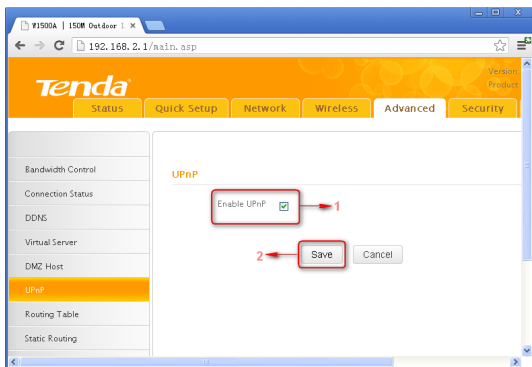 W1500A | 150M Outdoor
192.168.2.1/main.asp
Version
Product
Tenda
Status Quick Setup Network Wireless Advanced Security
Bandwidth Control
Connection Status
DDNS
Virtual Server
DMZ Host
UPnP
Routing Table
Static Routing
UPnP
Enable UPnP
1
2
Save Cancel